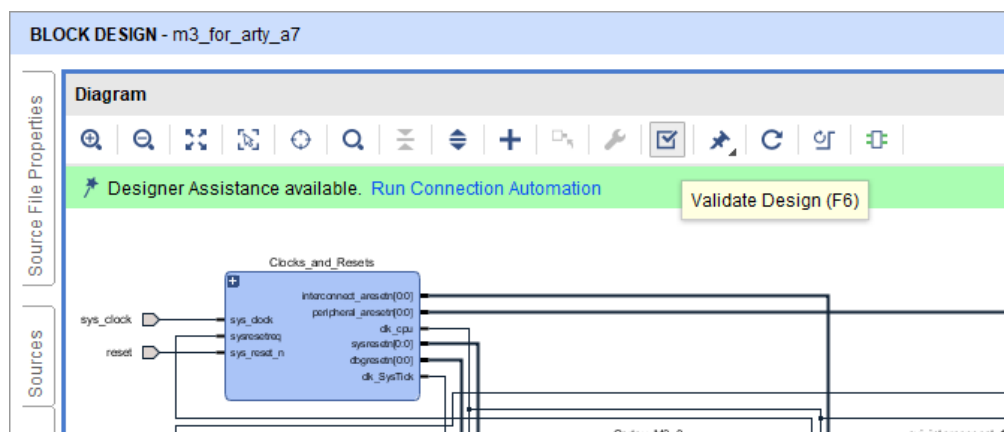 BLOCK DESIGN - m3_for_arty_a7
Source File Properties
Sources
Diagram
Designer Assistance available. Run Connection Automation
Validate Design (F6)
Clocks_and_Resets
sys_clock
reset
sys_clock
sysresetreq
sys_reset_n
interconnect_aresetn[0:0]
peripheral_aresetn[0:0]
clk_cpu
sysresetn[0:0]
dbgresetn[0:0]
clk_SysTick